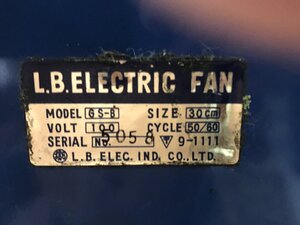 L.B.ELECTRIC FAN
MODEL GS-6 SIZE 30cm
VOLT 100 CYCLE 50/60
SERIAL No. 5056 ▽ 9-1111
L.B.ELEC.IND.CO.,LTD.